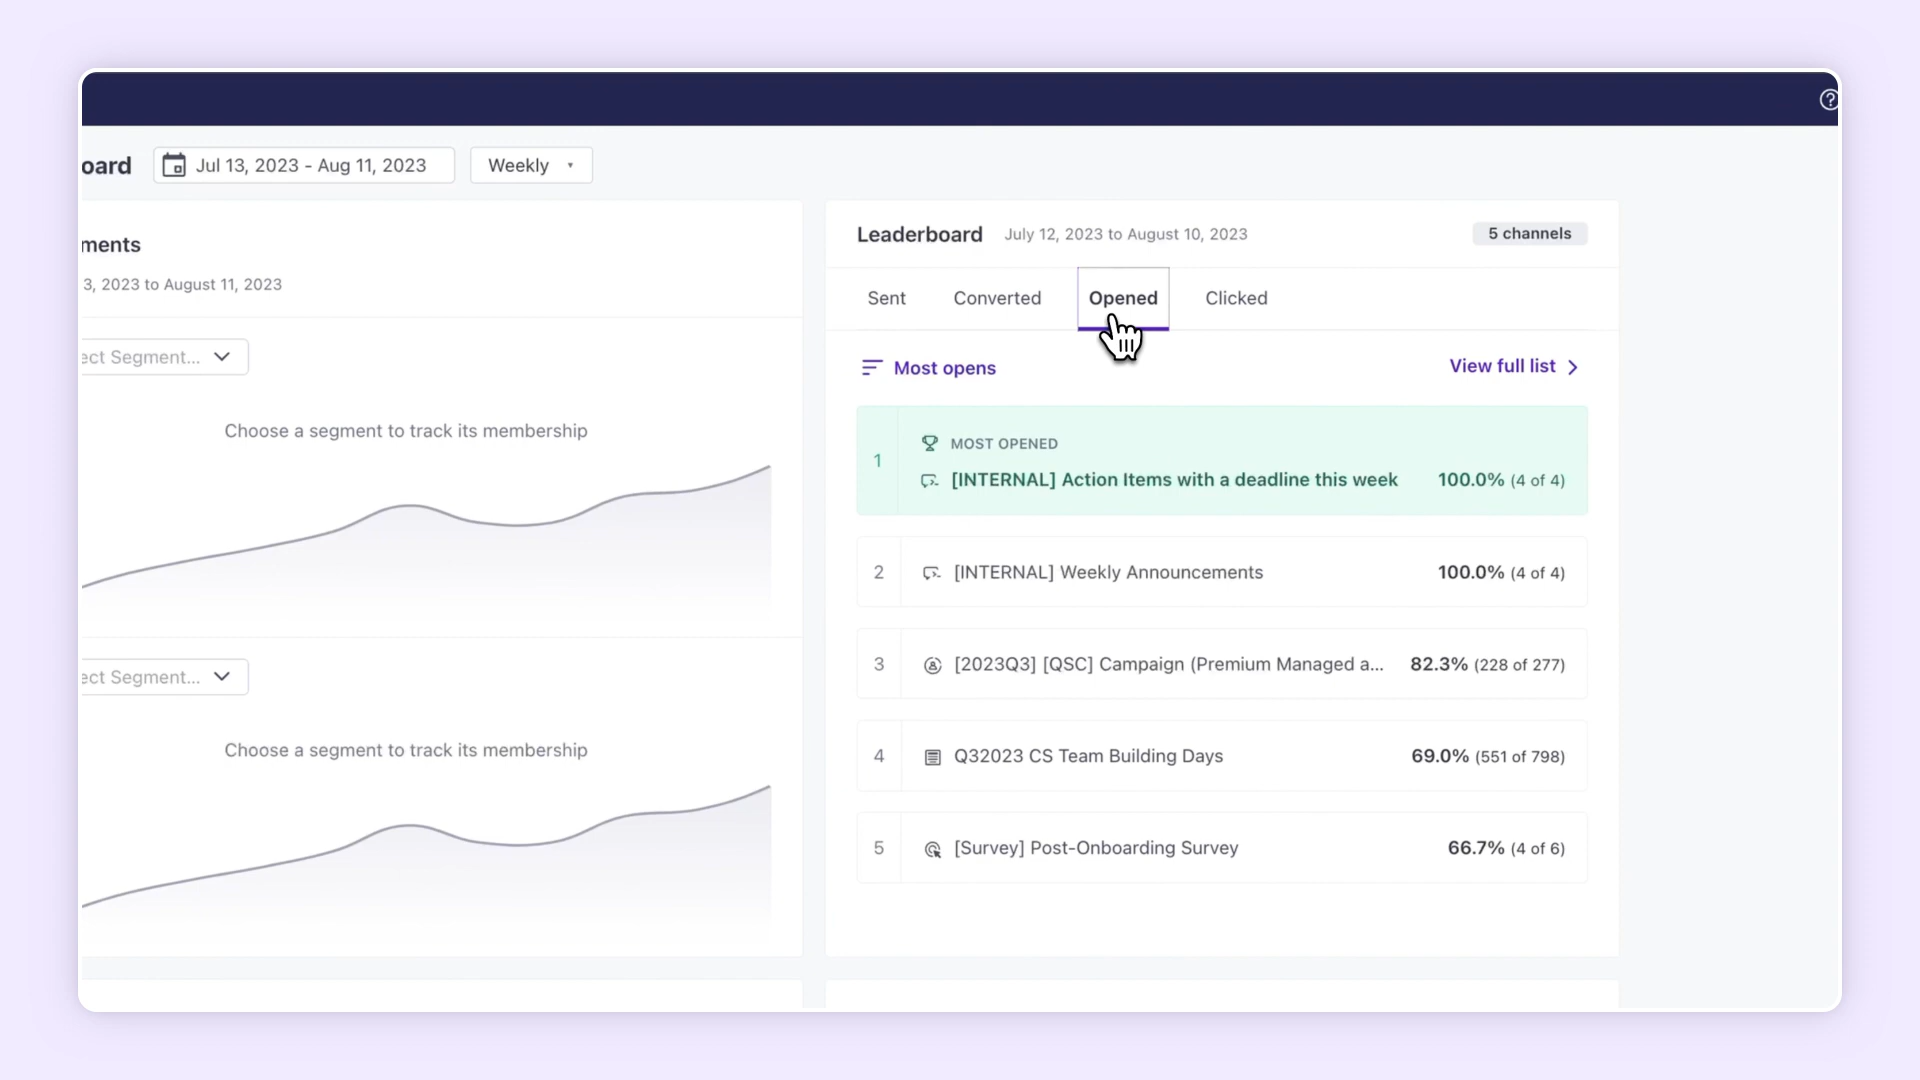 oard
Jul 13, 2023 - Aug 11, 2023
Weekly
ments
3, 2023 to August 11, 2023
ect Segment...
Choose a segment to track its membership
ect Segment...
Choose a segment to track its membership
Leaderboard July 12, 2023 to August 10, 2023 5 channels
Sent Converted Opened Clicked
Most opens View full list
1 MOST OPENED
[INTERNAL] Action Items with a deadline this week 100.0% (4 of 4)
2 [INTERNAL] Weekly Announcements 100.0% (4 of 4)
3 [2023Q3] [QSC] Campaign (Premium Managed a... 82.3% (228 of 277)
4 Q32023 CS Team Building Days 69.0% (551 of 798)
5 [Survey] Post-Onboarding Survey 66.7% (4 of 6)